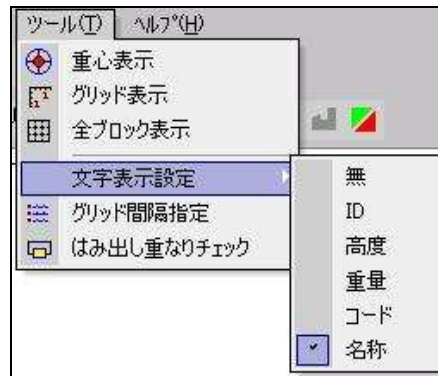 ツール(T) ヘルプ(H)
重心表示
グリッド表示
全ブロック表示
文字表示設定
グリッド間隔指定
はみ出し重なりチェック
無
ID
高度
重量
コード
名称